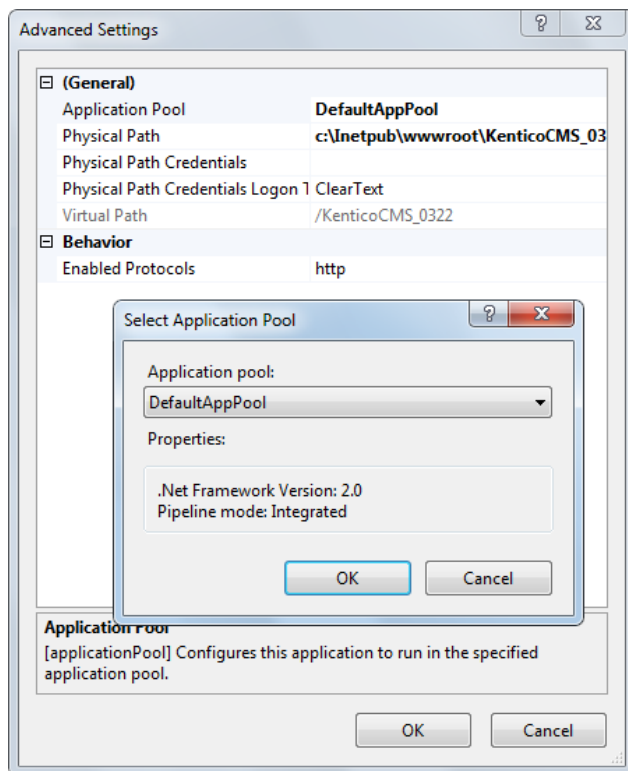 Advanced Settings
(General)
Application Pool DefaultAppPool
Physical Path c:\Inetpub\wwwroot\KenticoCMS_03
Physical Path Credentials
Physical Path Credentials Logon T ClearText
Virtual Path /KenticoCMS_0322
Behavior
Enabled Protocols http
Select Application Pool
Application pool:
DefaultAppPool
Properties:
.Net Framework Version: 2.0
Pipeline mode: Integrated
OK Cancel
Application Pool
[applicationPool] Configures this application to run in the specified
application pool.
OK Cancel